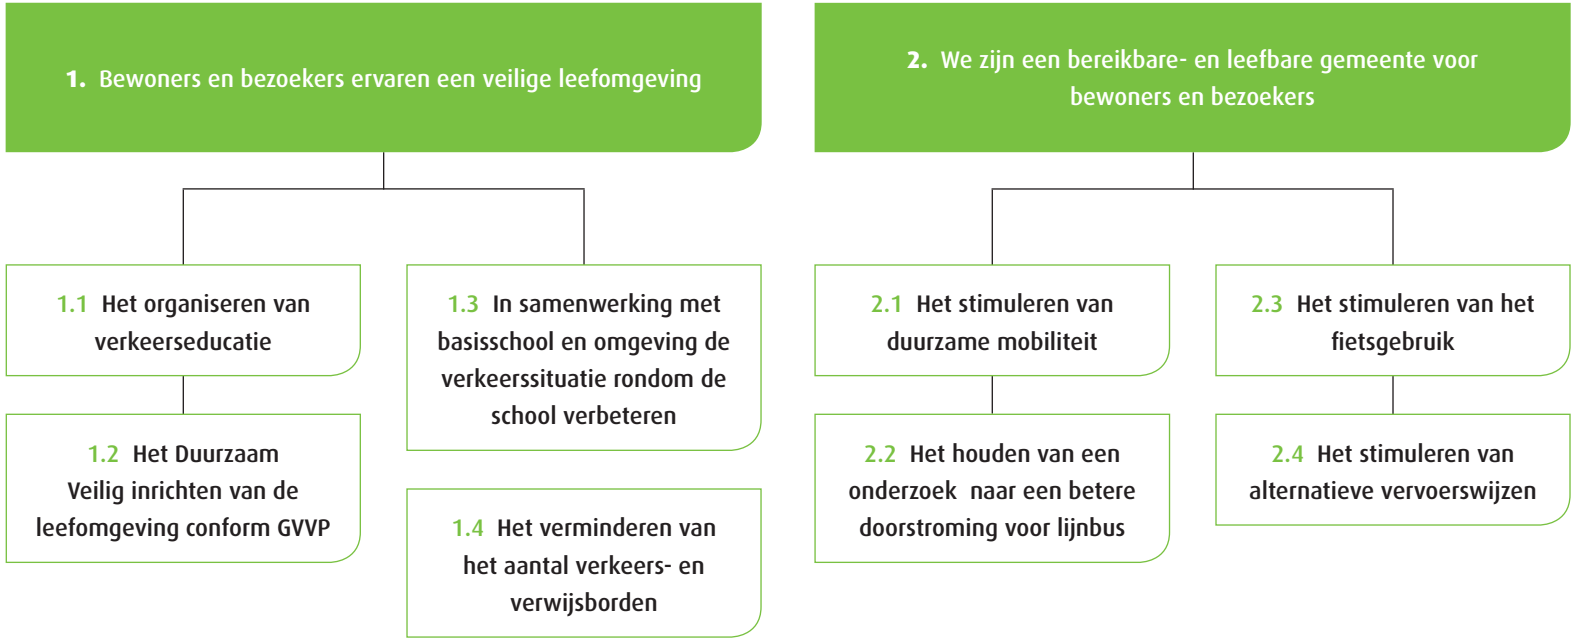 1. Bewoners en bezoekers ervaren een veilige leefomgeving
1.1 Het organiseren van
verkeerseducatie
1.2 Het Duurzaam
Veilig inrichten van de
leefomgeving conform GVVP
1.3 In samenwerking met
basisschool en omgeving de
verkeerssituatie rondom de
school verbeteren
1.4 Het verminderen van
het aantal verkeers- en
verwijsborden
2. We zijn een bereikbare- en leefbare gemeente voor
bewoners en bezoekers
2.1 Het stimuleren van
duurzame mobiliteit
2.2 Het houden van een
onderzoek naar een betere
doorstroming voor lijnbus
2.3 Het stimuleren van het
fietsgebruik
2.4 Het stimuleren van
alternatieve vervoerswijzen